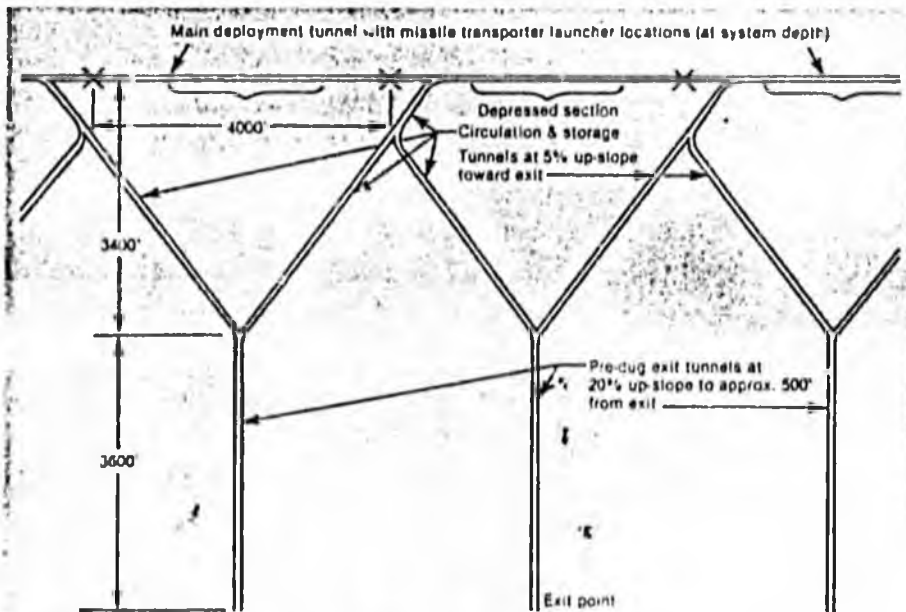 Main deployment tunnel with missile transporter launcher locations (at system depth)
4000'
Depressed section
Circulation & storage
Tunnels at 5% up-slope
toward exit
3400'
Pre-dug exit tunnels at
20% up-slope to approx. 500'
from exit
3600'
Exit point